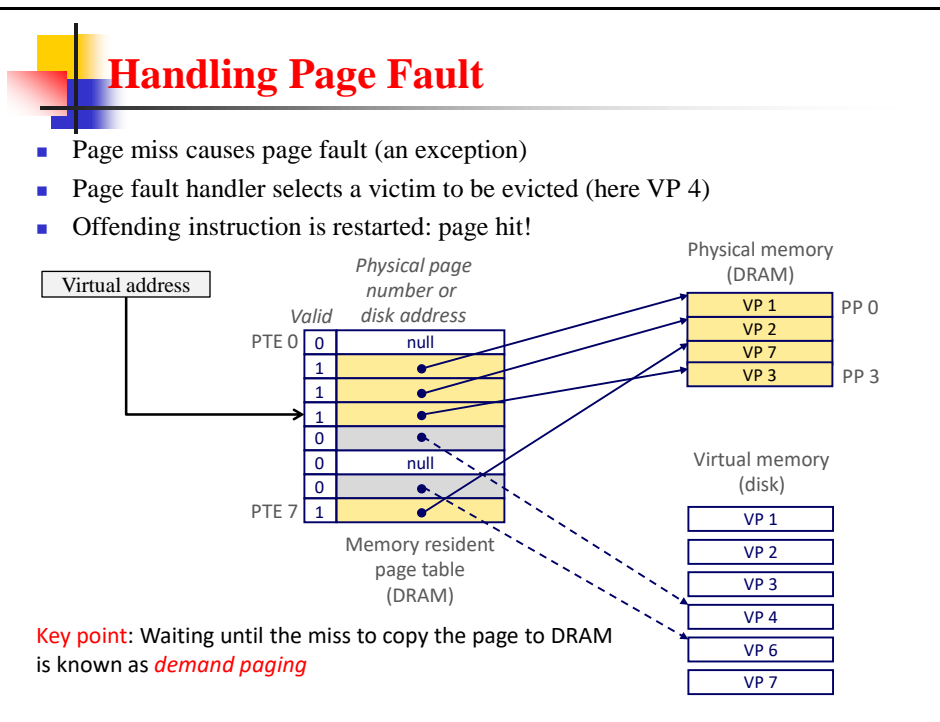 Handling Page Fault
Page miss causes page fault (an exception)
Page fault handler selects a victim to be evicted (here VP 4)
Offending instruction is restarted: page hit!
Virtual address
Physical page
number or
disk address
Valid
PTE 0
0
null
1
1
1
0
0
null
0
PTE 7
1
Memory resident
page table
(DRAM)
Physical memory
(DRAM)
VP 1
PP 0
VP 2
VP 7
VP 3
PP 3
Virtual memory
(disk)
VP 1
VP 2
VP 3
VP 4
VP 6
VP 7
Key point: Waiting until the miss to copy the page to DRAM
is known as demand paging